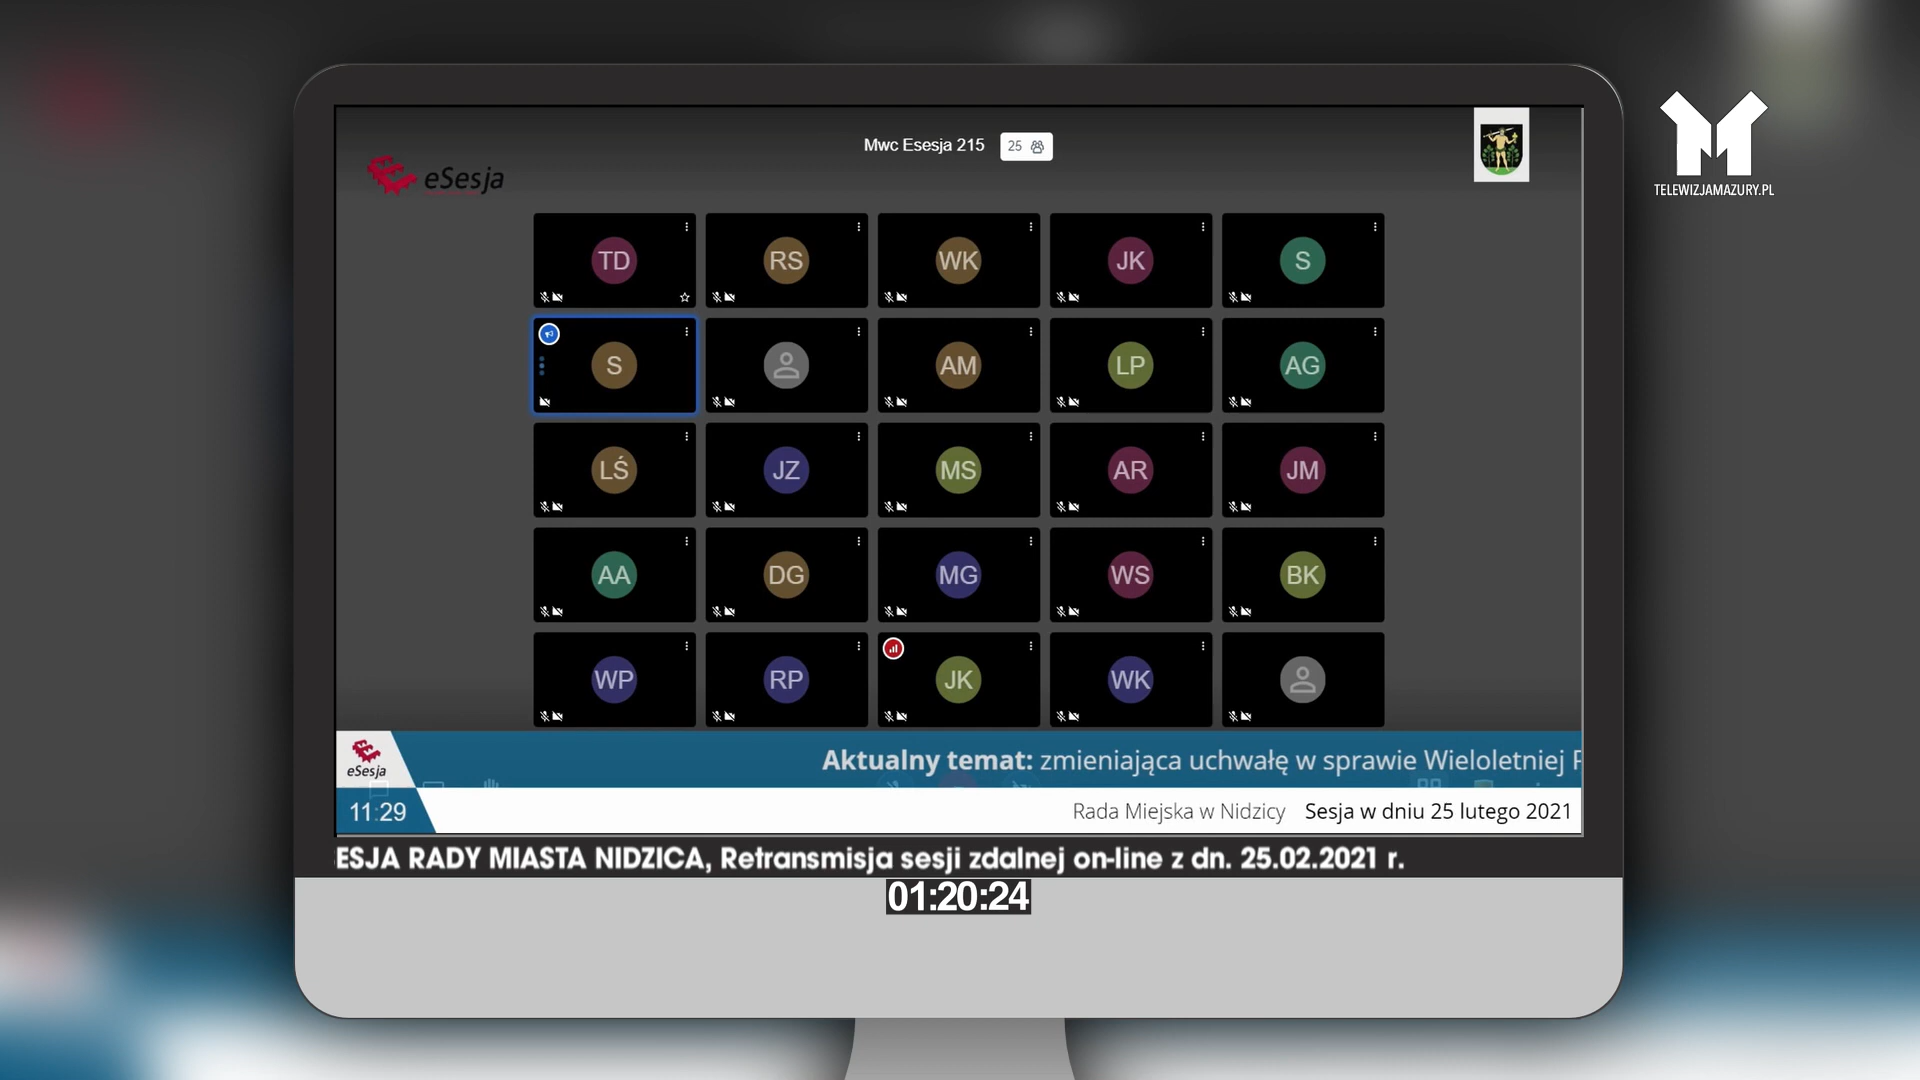 Mwc Esesja 215 25
eSesja
TELEWIZJAMAZURY.PL
TD RS WK JK S
S AM LP AG
LŚ JZ MS AR JM
AA DG MG WS BK
WP RP JK WK
eSesja
Aktualny temat: zmieniająca uchwałę w sprawie Wieloletniej
11:29
Rada Miejska w Nidzicy Sesja w dniu 25 lutego 2021
ESJA RADY MIASTA NIDZICA, Retransmisja sesji zdalnej on-line z dn. 25.02.2021 r.
01:20:24